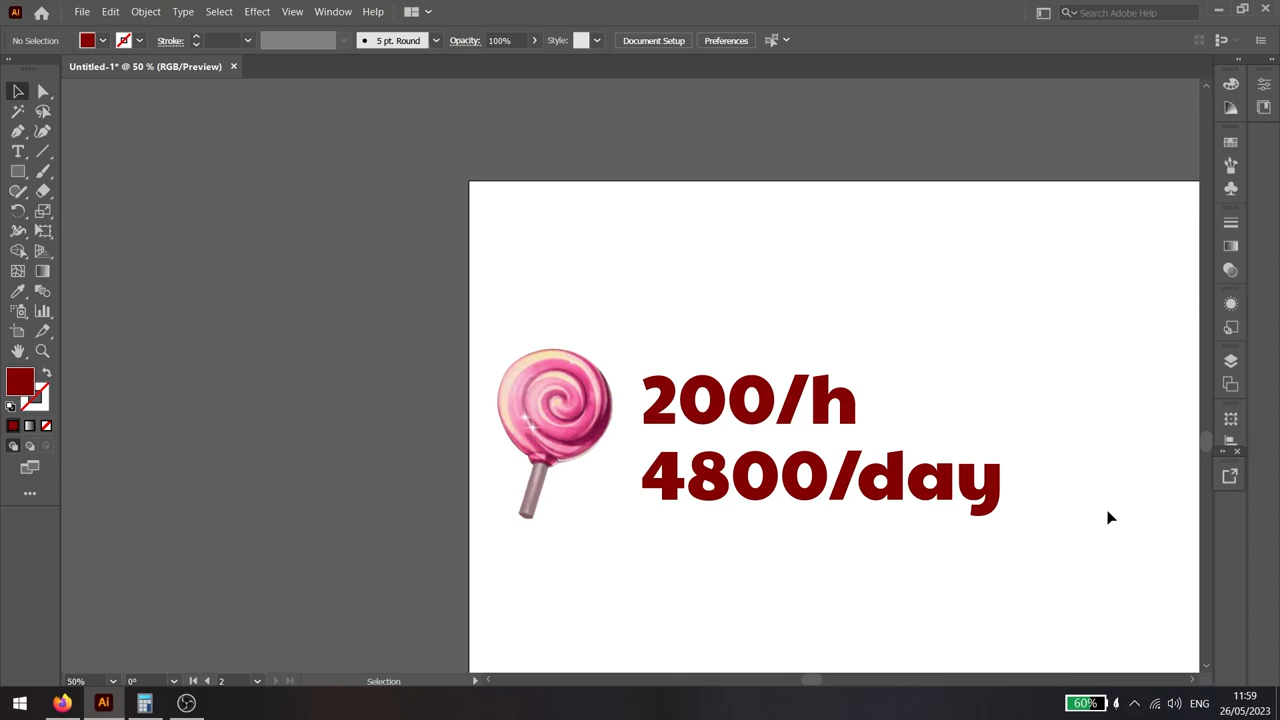 Ai File Edit Object Type Select Effect View Window Help Search Adobe Help
No Selection Stroke: 5 pt. Round Opacity: 100% Style: Document Setup Preferences
Untitled-1* @ 50 % (RGB/Preview)
200/h
4800/day
50% 0° 2 Selection
Ai 60% ENG 11:59
26/05/2023